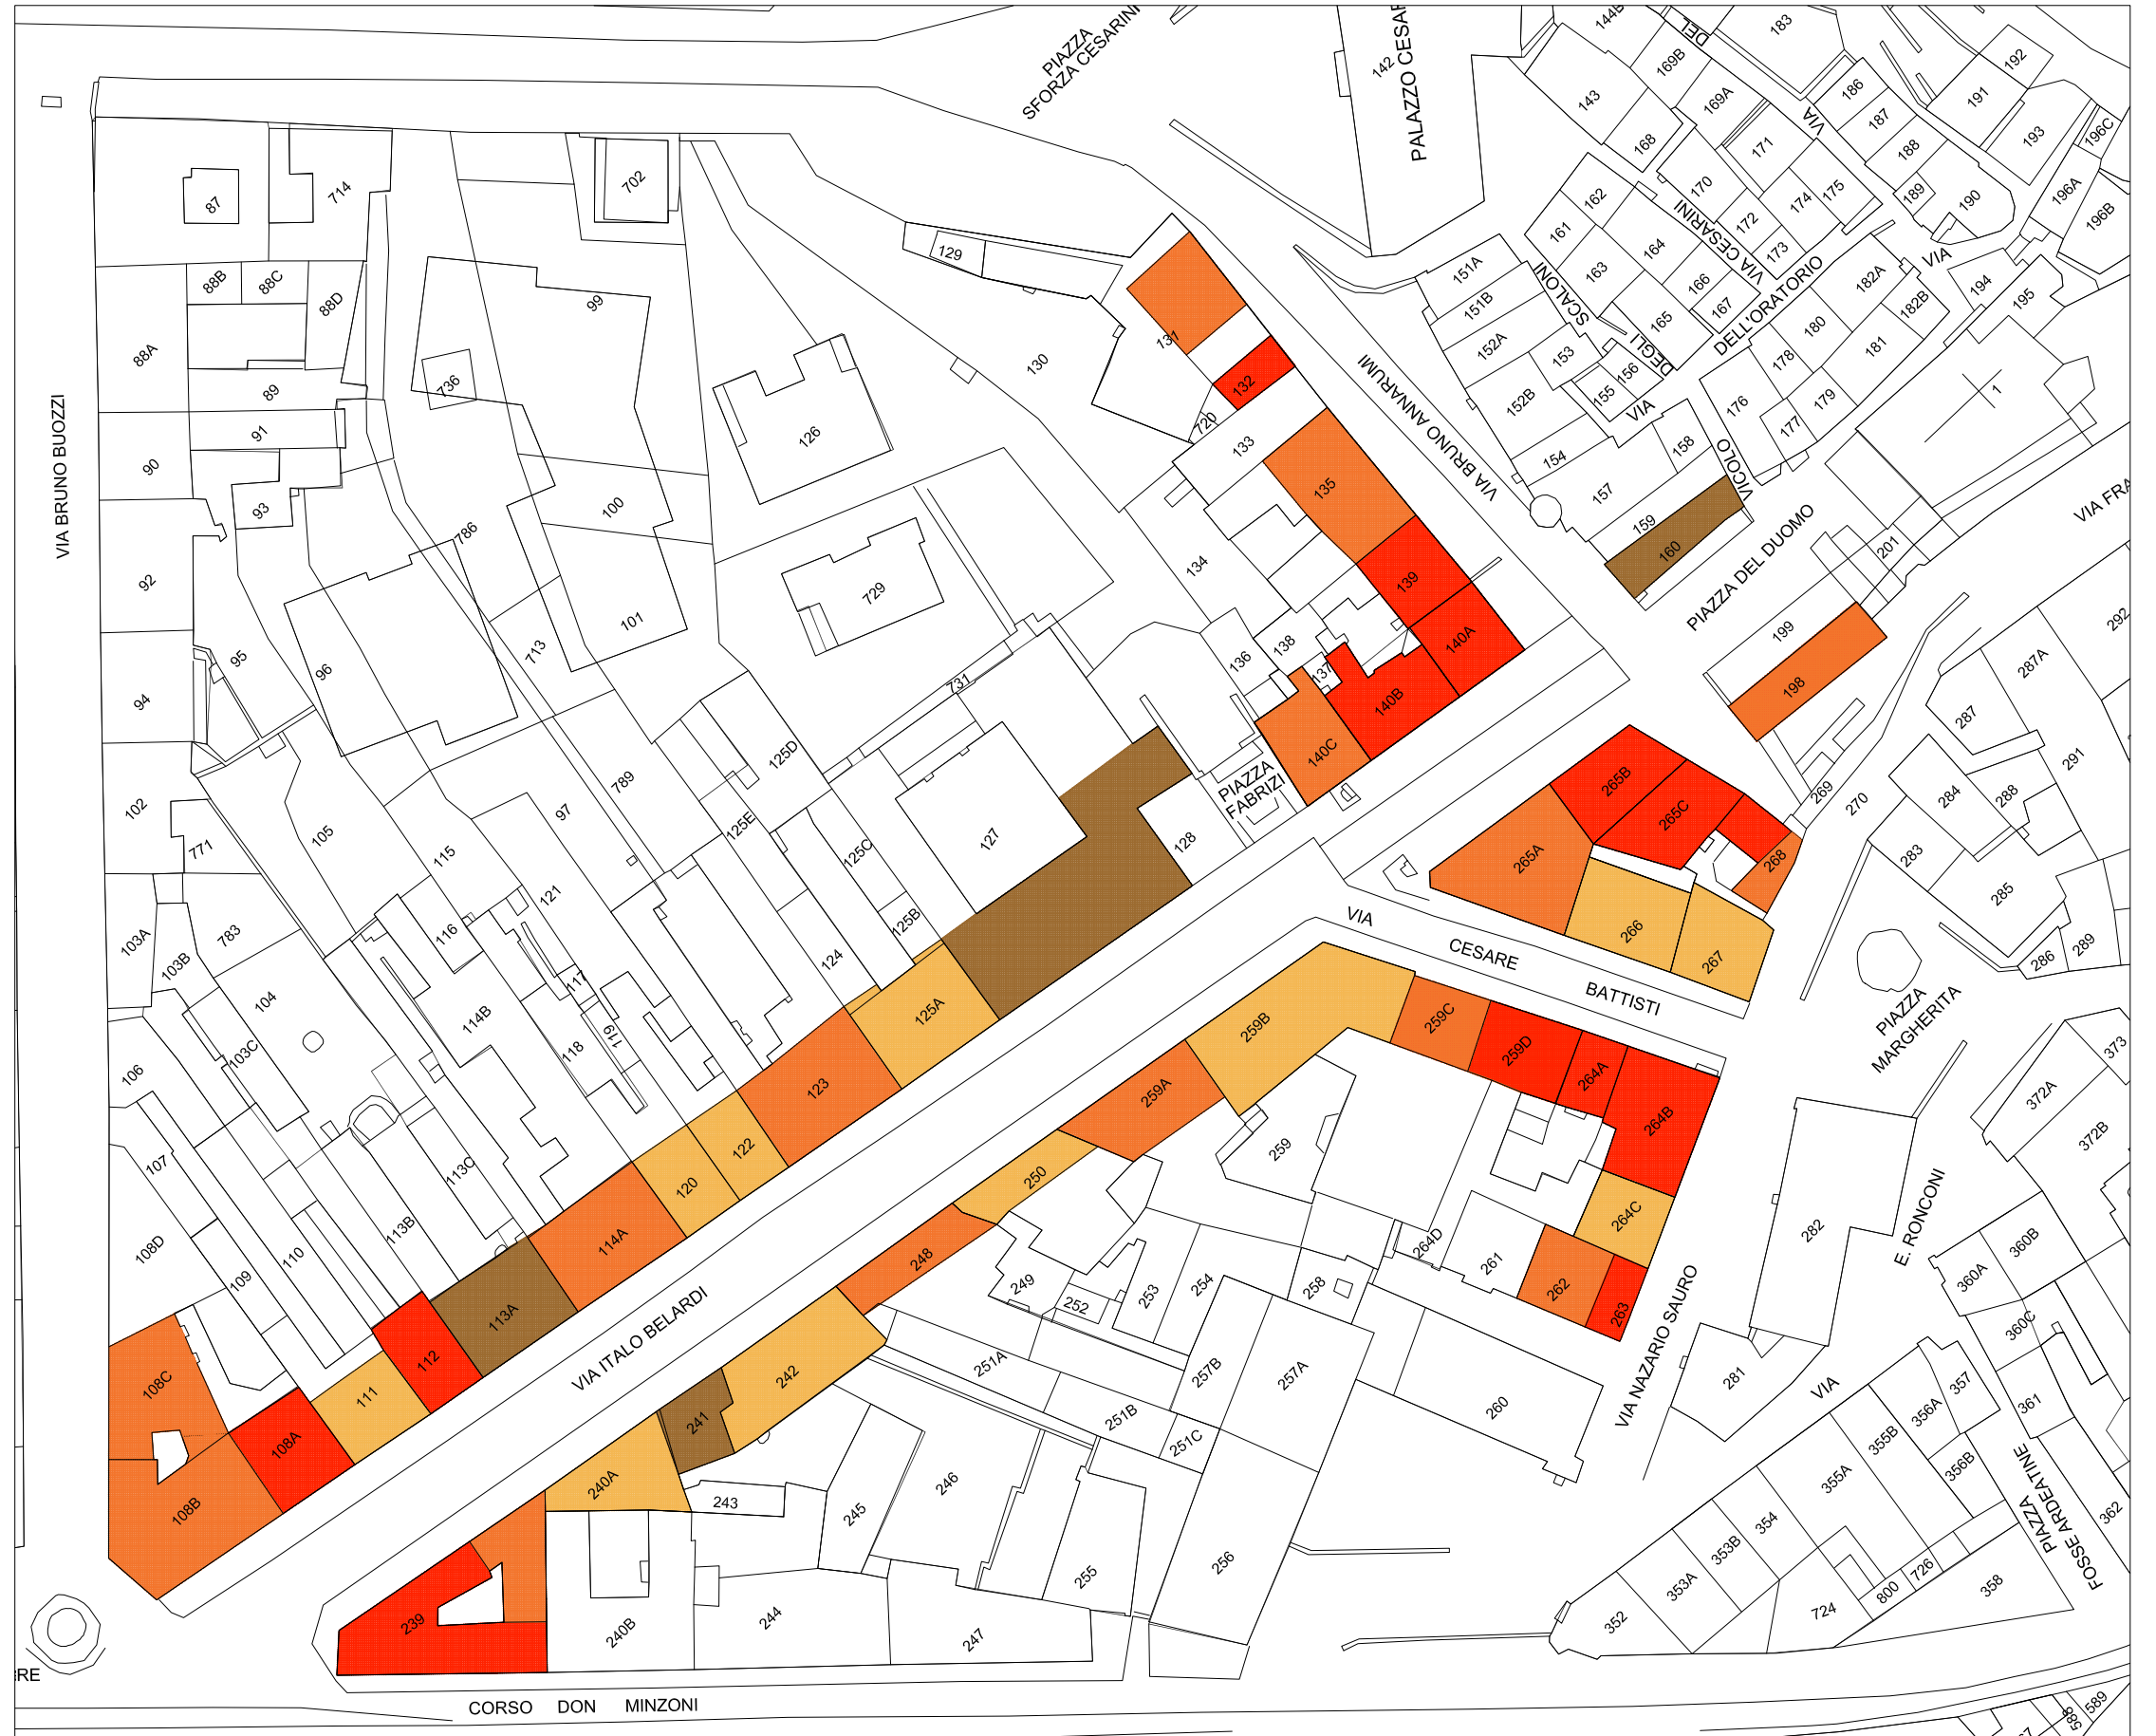 PIAZZA
SFORZA CESARINI
142
144B
DEL
183
169B
143
169A
168
VIA
171
186
187
188
191
192
193
196C
196A
196B
189
190
170
172
174
175
173
162
161
163
164
166
167
165
VIA CESARINI
SCALONI
DEGLI
VIA
DELL'ORATORIO
VIA
182A
182B
194
195
180
181
178
179
176
177
1
151A
151B
152A
153
152B
155
156
154
157
158
159
160
VICOLO
87
714
702
88B
88C
88D
88A
89
91
90
93
92
95
94
96
VIA BRUNO BUOZZI
99
736
100
786
101
713
126
129
130
131
132
720
133
135
134
139
140A
136
138
137
140B
140C
VIA BRUNO ANNARUMI
PIAZZA DEL DUOMO
199
198
201
729
731
102
771
105
115
97
789
125D
125E
125C
125B
127
128
PIAZZA
FABRIZI
265B
265C
265A
268
269
270
266
267
287A
287
291
292
284
288
283
285
286
289
103A
103B
783
104
103C
116
121
117
119
118
114B
124
125A
123
122
120
114A
113A
113B
113C
112
111
110
109
106
107
108D
108C
108A
108B
VIA
CESARE
BATTISTI
PIAZZA
MARGHERITA
259B
259C
259D
264A
264B
264C
264D
259A
259
250
248
249
252
253
254
258
261
262
263
VIA ITALO BELARDI
242
241
240A
239
240B
243
244
245
246
247
251A
251B
251C
255
256
257B
257A
260
VIA NAZARIO SAURO
282
281
E. RONCONI
VIA
373
372A
372B
360A
360B
360C
361
362
357
356A
356B
355B
355A
354
353B
353A
352
724
800
726
358
PIAZZA
FOSSE ARDEATINE
589
CORSO DON MINZONI